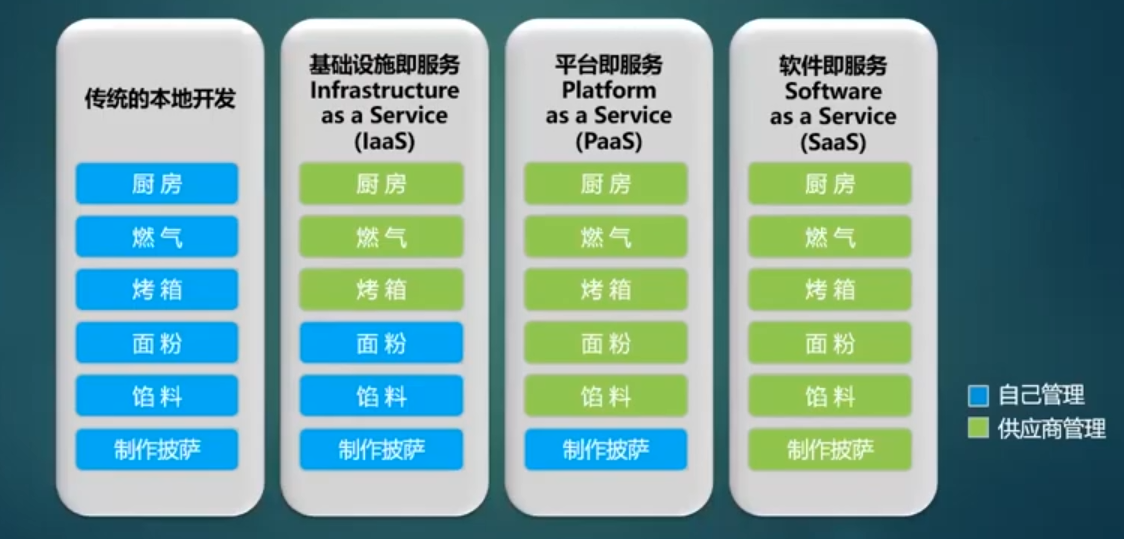 传统的本地开发
厨房
燃气
烤箱
面粉
馅料
制作披萨
基础设施即服务
Infrastructure
as a Service
(IaaS)
厨房
燃气
烤箱
面粉
馅料
制作披萨
平台即服务
Platform
as a Service
(PaaS)
厨房
燃气
烤箱
面粉
馅料
制作披萨
软件即服务
Software
as a Service
(SaaS)
厨房
燃气
烤箱
面粉
馅料
制作披萨
自己管理
供应商管理